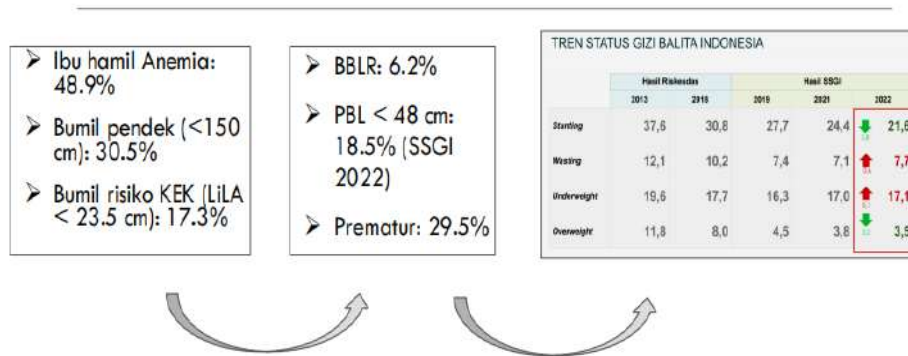 ➤ Ibu hamil Anemia:
48.9%
➤ Bumil pendek (<150
cm): 30.5%
➤ Bumil risiko KEK (LiLA
< 23.5 cm): 17.3%
➤ BBLR: 6.2%
➤ PBL < 48 cm:
18.5% (SSGI
2022)
➤ Prematur: 29.5%
TREN STATUS GIZI BALITA INDONESIA
Hasil Riskesdas Hasil SSGI
2013 2018 2019 2021 2022
Stunting 37,6 30,8 27,7 24,4 21,6
Wasting 12,1 10,2 7,4 7,1 7,7
Underweight 19,6 17,7 16,3 17,0 17,1
Overweight 11,8 8,0 4,5 3,8 3,5